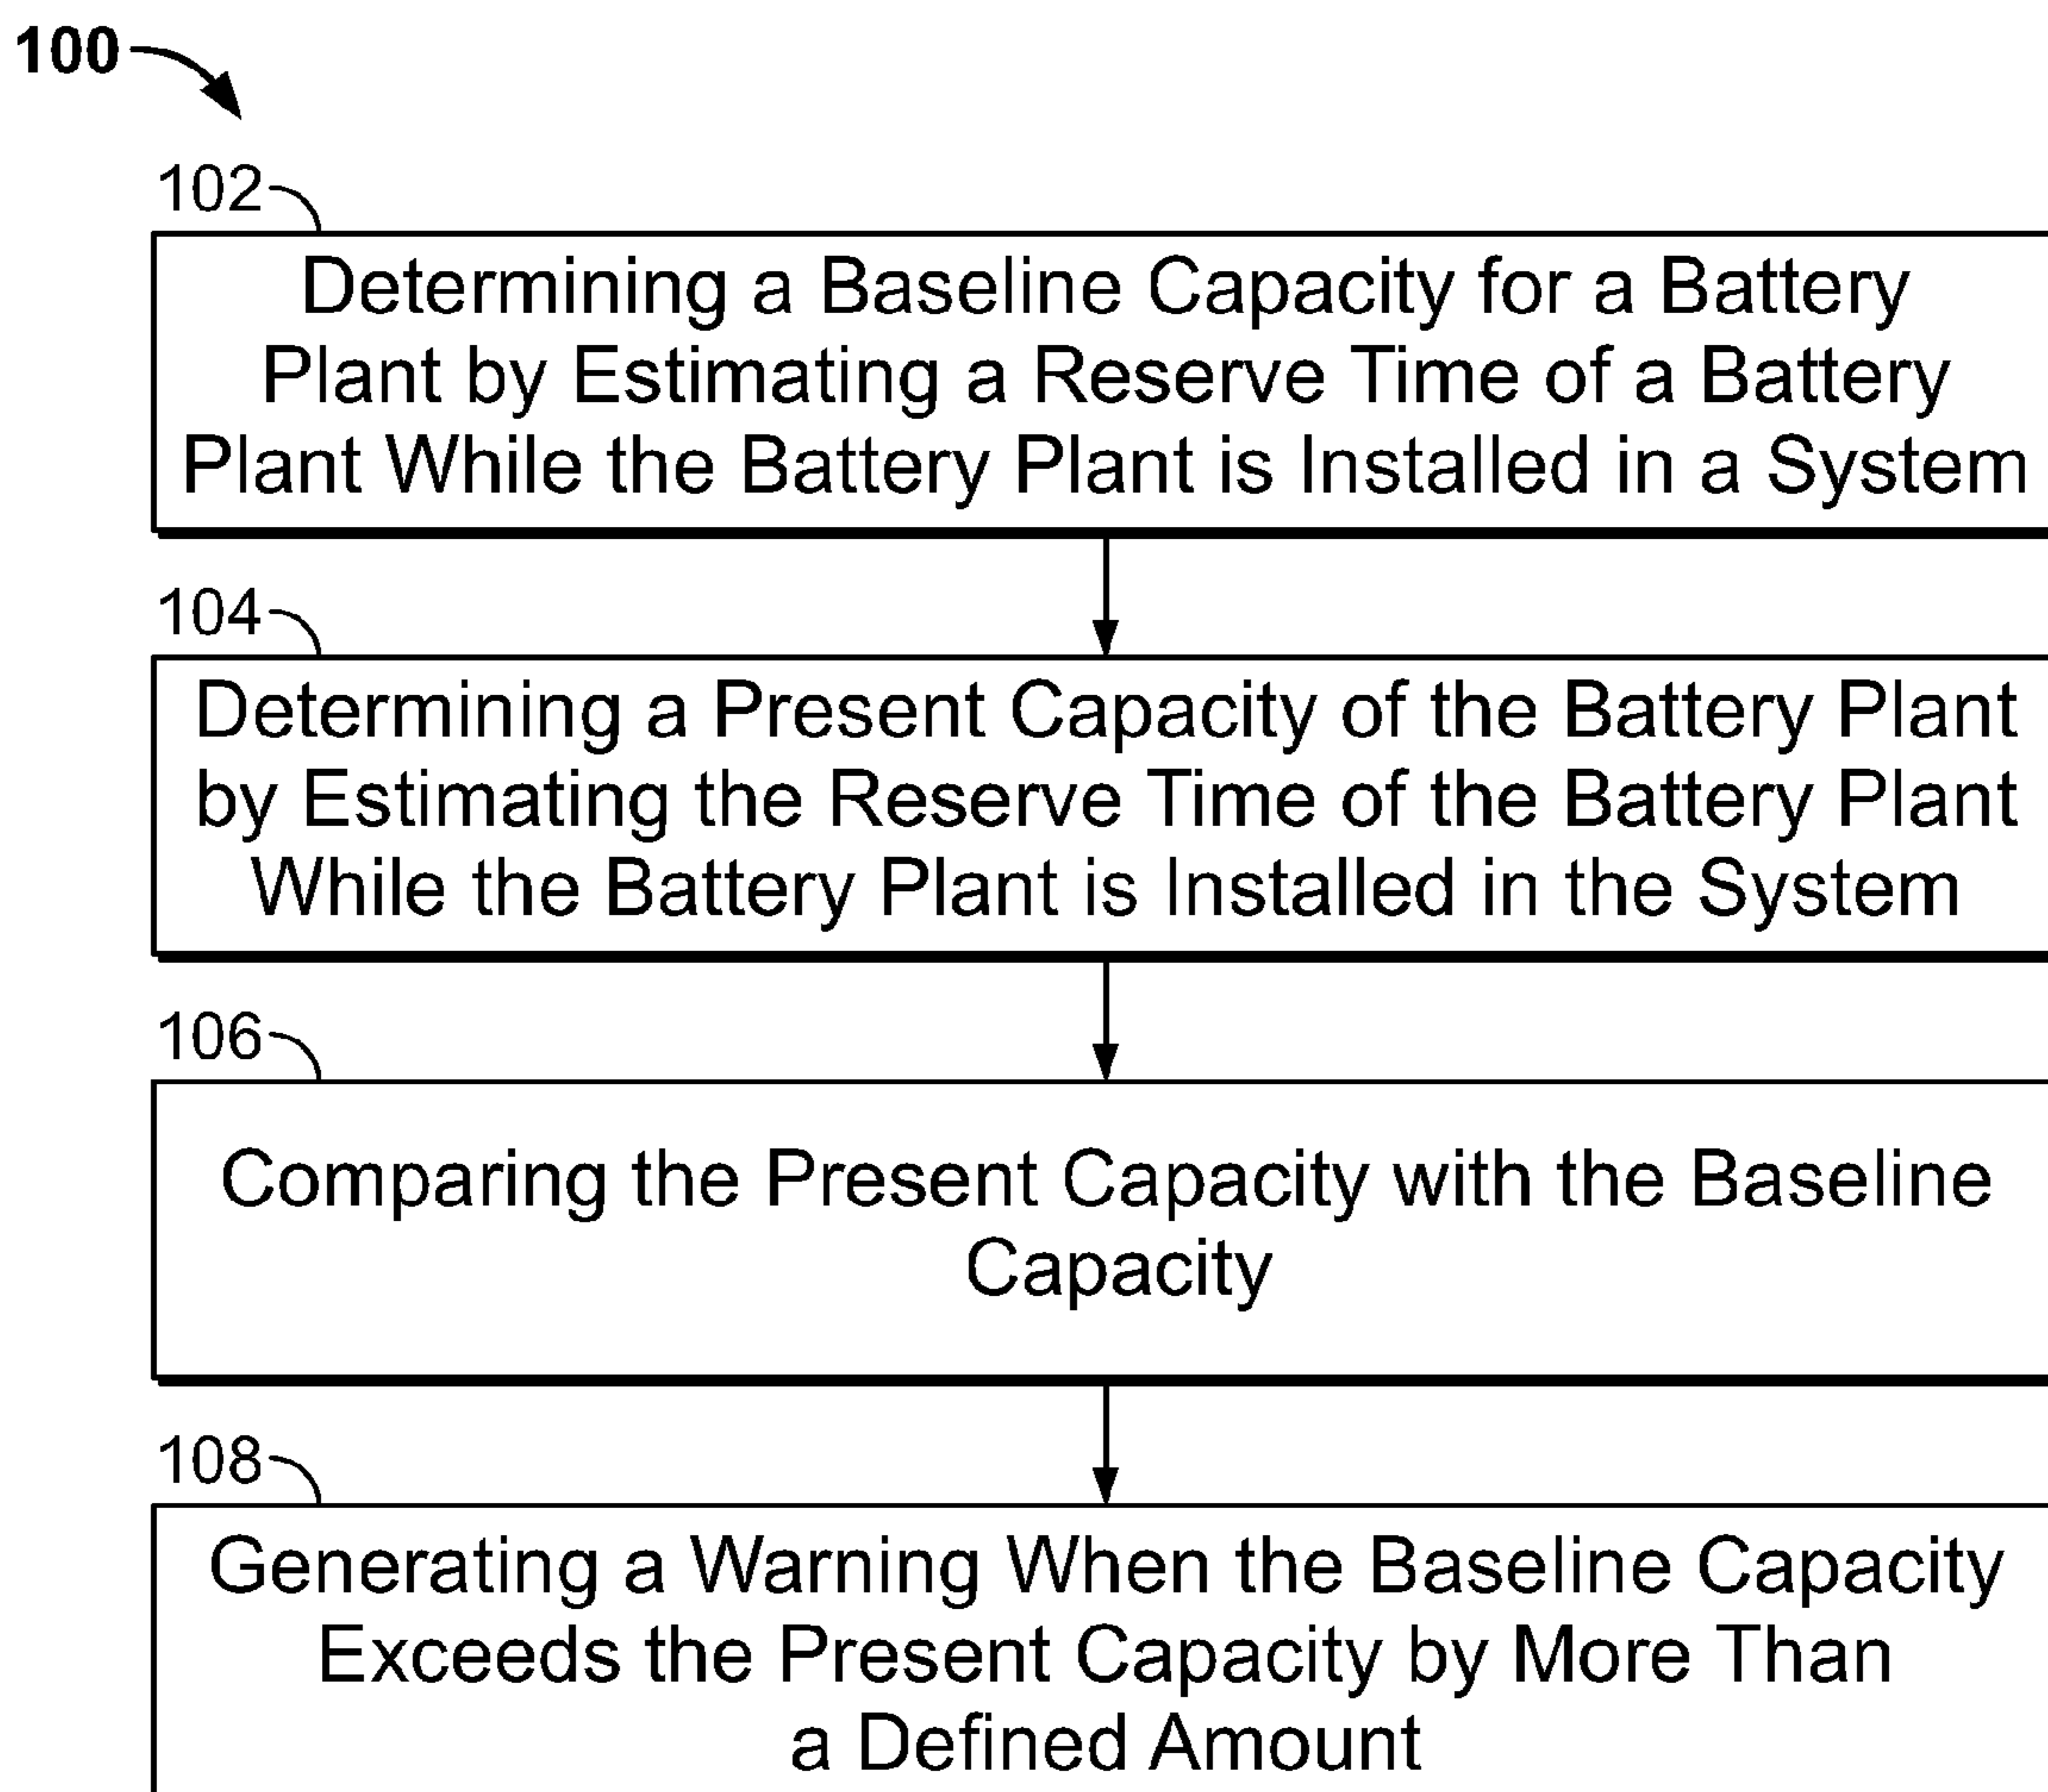 100
102
Determining a Baseline Capacity for a Battery
Plant by Estimating a Reserve Time of a Battery
Plant While the Battery Plant is Installed in a System
104
Determining a Present Capacity of the Battery Plant
by Estimating the Reserve Time of the Battery Plant
While the Battery Plant is Installed in the System
106
Comparing the Present Capacity with the Baseline
Capacity
108
Generating a Warning When the Baseline Capacity
Exceeds the Present Capacity by More Than
a Defined Amount